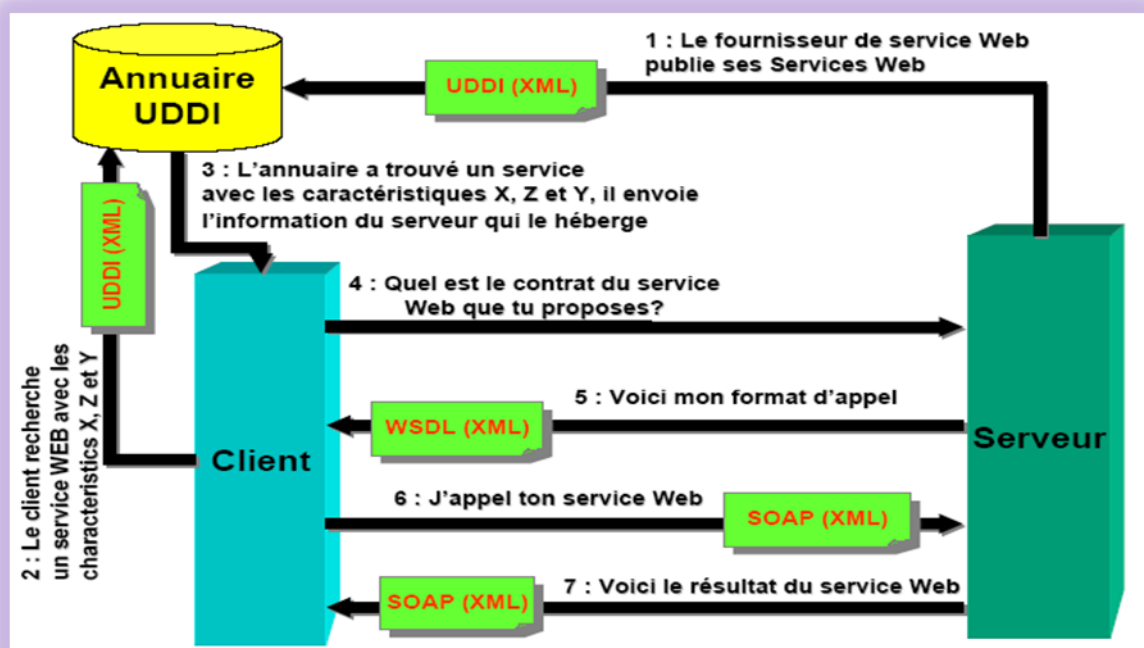 Annuaire
UDDI
1 : Le fournisseur de service Web
publie ses Services Web
UDDI (XML)
3 : L'annuaire a trouvé un service
avec les caractéristiques X, Z et Y, il envoie
l'information du serveur qui le héberge
UDDI (XML)
2 : Le client recherche
un service WEB avec les
characteristics X, Z et Y
4 : Quel est le contrat du service
Web que tu proposes?
5 : Voici mon format d'appel
WSDL (XML)
Client
Serveur
6 : J'appel ton service Web
SOAP (XML)
7 : Voici le résultat du service Web
SOAP (XML)